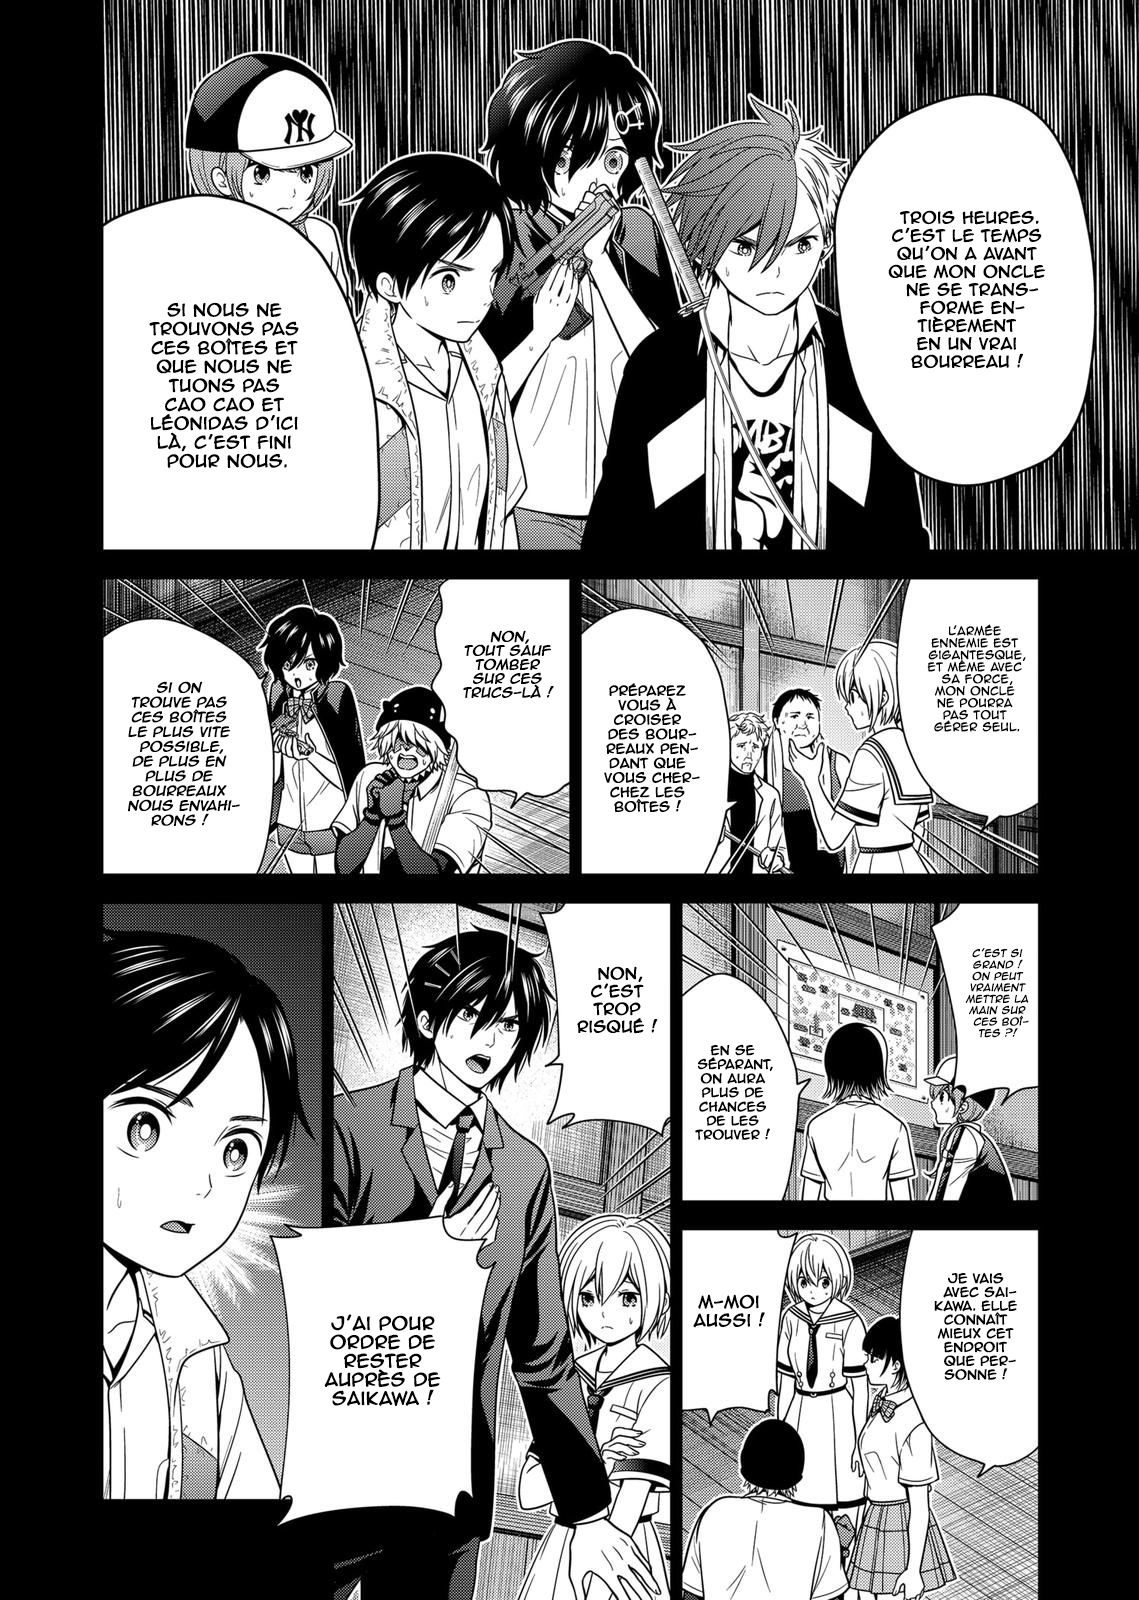 TROIS HEURES.
C'EST LE TEMPS
QU'ON A AVANT
QUE MON ONCLE
NE SE TRANS-
FORME EN-
TIÈREMENT
EN UN VRAI
BOURREAU !
SI NOUS NE
TROUVONS PAS
CES BOÎTES ET
QUE NOUS NE
TUONS PAS
CAO CAO ET
LÉONIDAS D'ICI
LÀ, C'EST FINI
POUR NOUS.
L'ARMÉE
ENNEMIE EST
GIGANTESQUE,
ET MÊME AVEC
SA FORCE,
MON ONCLE
NE POURRA
PAS TOUT
GÉRER SEUL.
PRÉPAREZ
VOUS À
CROISER
DES BOUR-
REAUX PEN-
DANT QUE
VOUS CHER-
CHEZ LES
BOÎTES !
NON,
TOUT SAUF
TOMBER
SUR CES
TRUCS-LÀ !
SI ON
TROUVE PAS
CES BOÎTES
LE PLUS VITE
POSSIBLE,
DE PLUS EN
PLUS DE
BOURREAUX
NOUS ENVAHI-
RONS !
C'EST SI
GRAND !
ON PEUT
VRAIMENT
METTRE LA
MAIN SUR
CES BOÎ-
TES ?!
EN SE
SÉPARANT,
ON AURA
PLUS DE
CHANCES
DE LES
TROUVER !
JE VAIS
AVEC SAI-
KAWA. ELLE
CONNAÎT
MIEUX CET
ENDROIT
QUE PER-
SONNE !
M-MOI
AUSSI !
NON,
C'EST
TROP
RISQUÉ !
J'AI POUR
ORDRE DE
RESTER
AUPRÈS DE
SAIKAWA !